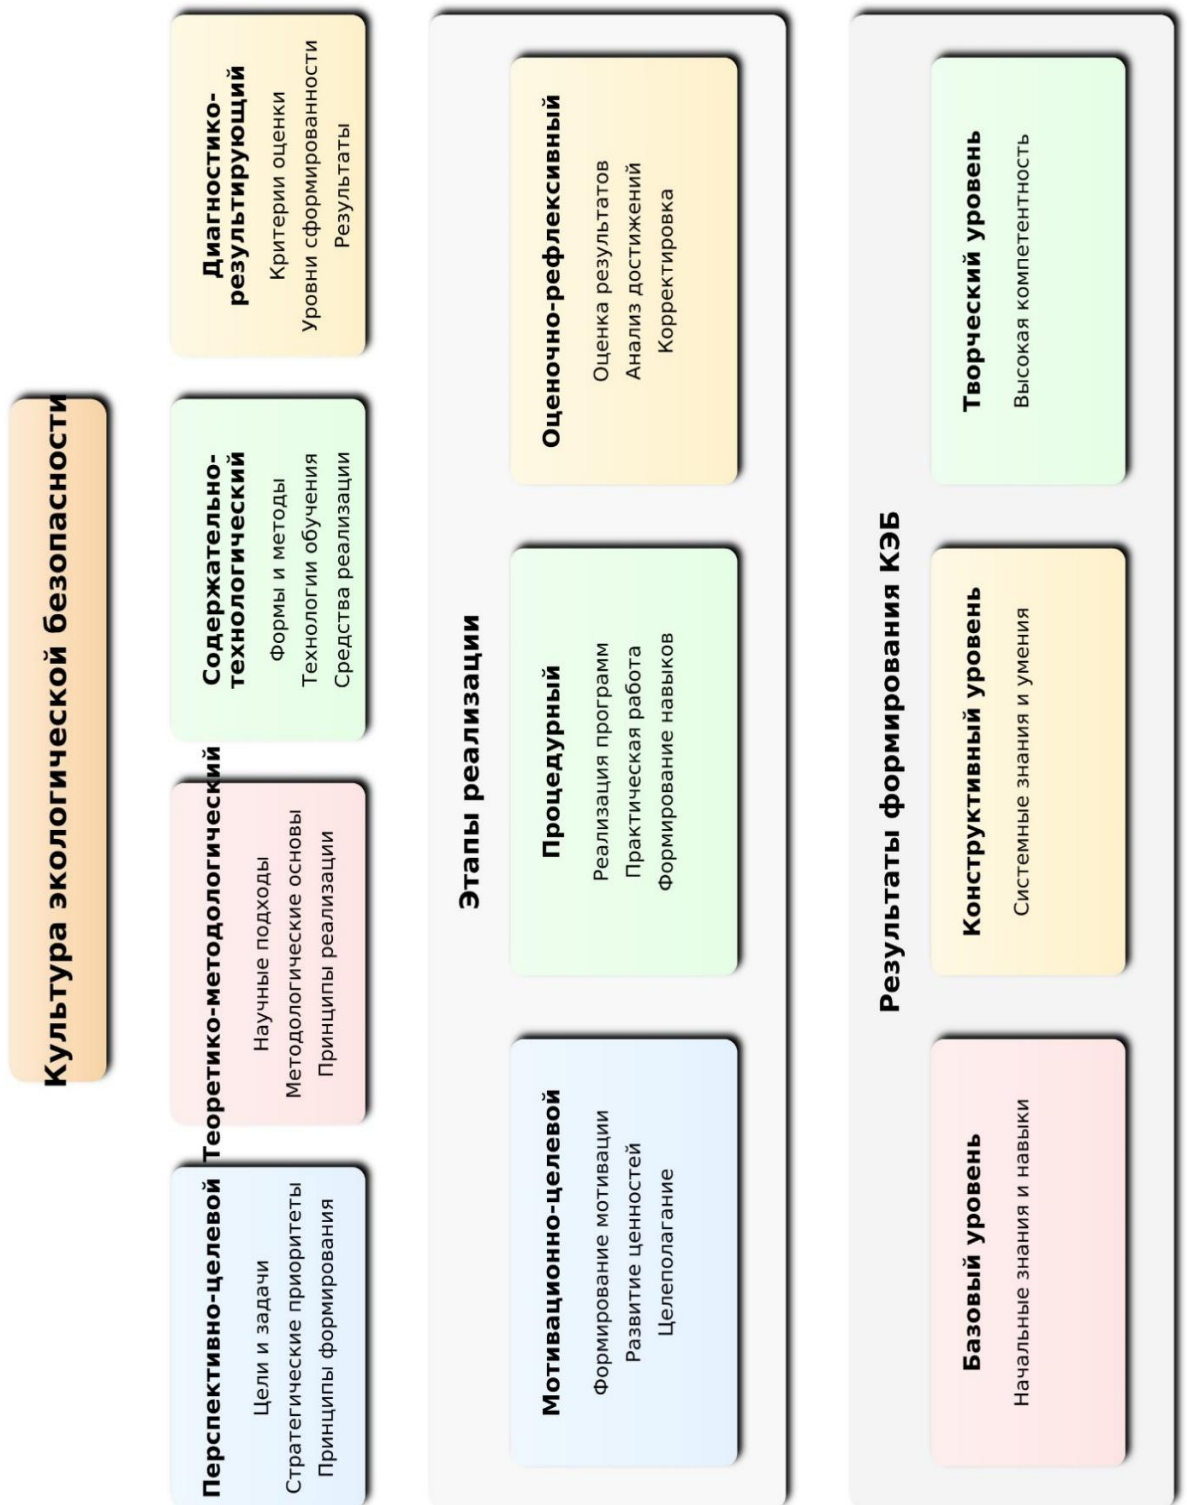 Культура экологической безопасности
Перспективно-целевой
Цели и задачи
Стратегические приоритеты
Принципы формирования
Теоретико-методологический
Научные подходы
Методологические основы
Принципы реализации
Содержательно-
технологический
Формы и методы
Технологии обучения
Средства реализации
Диагностико-
результирующий
Критерии оценки
Уровни сформированности
Результаты
Этапы реализации
Мотивационно-целевой
Формирование мотивации
Развитие ценностей
Целеполагание
Процедурный
Реализация программ
Практическая работа
Формирование навыков
Оценочно-рефлексивный
Оценка результатов
Анализ достижений
Корректировка
Результаты формирования КЭБ
Базовый уровень
Начальные знания и навыки
Конструктивный уровень
Системные знания и умения
Творческий уровень
Высокая компетентность